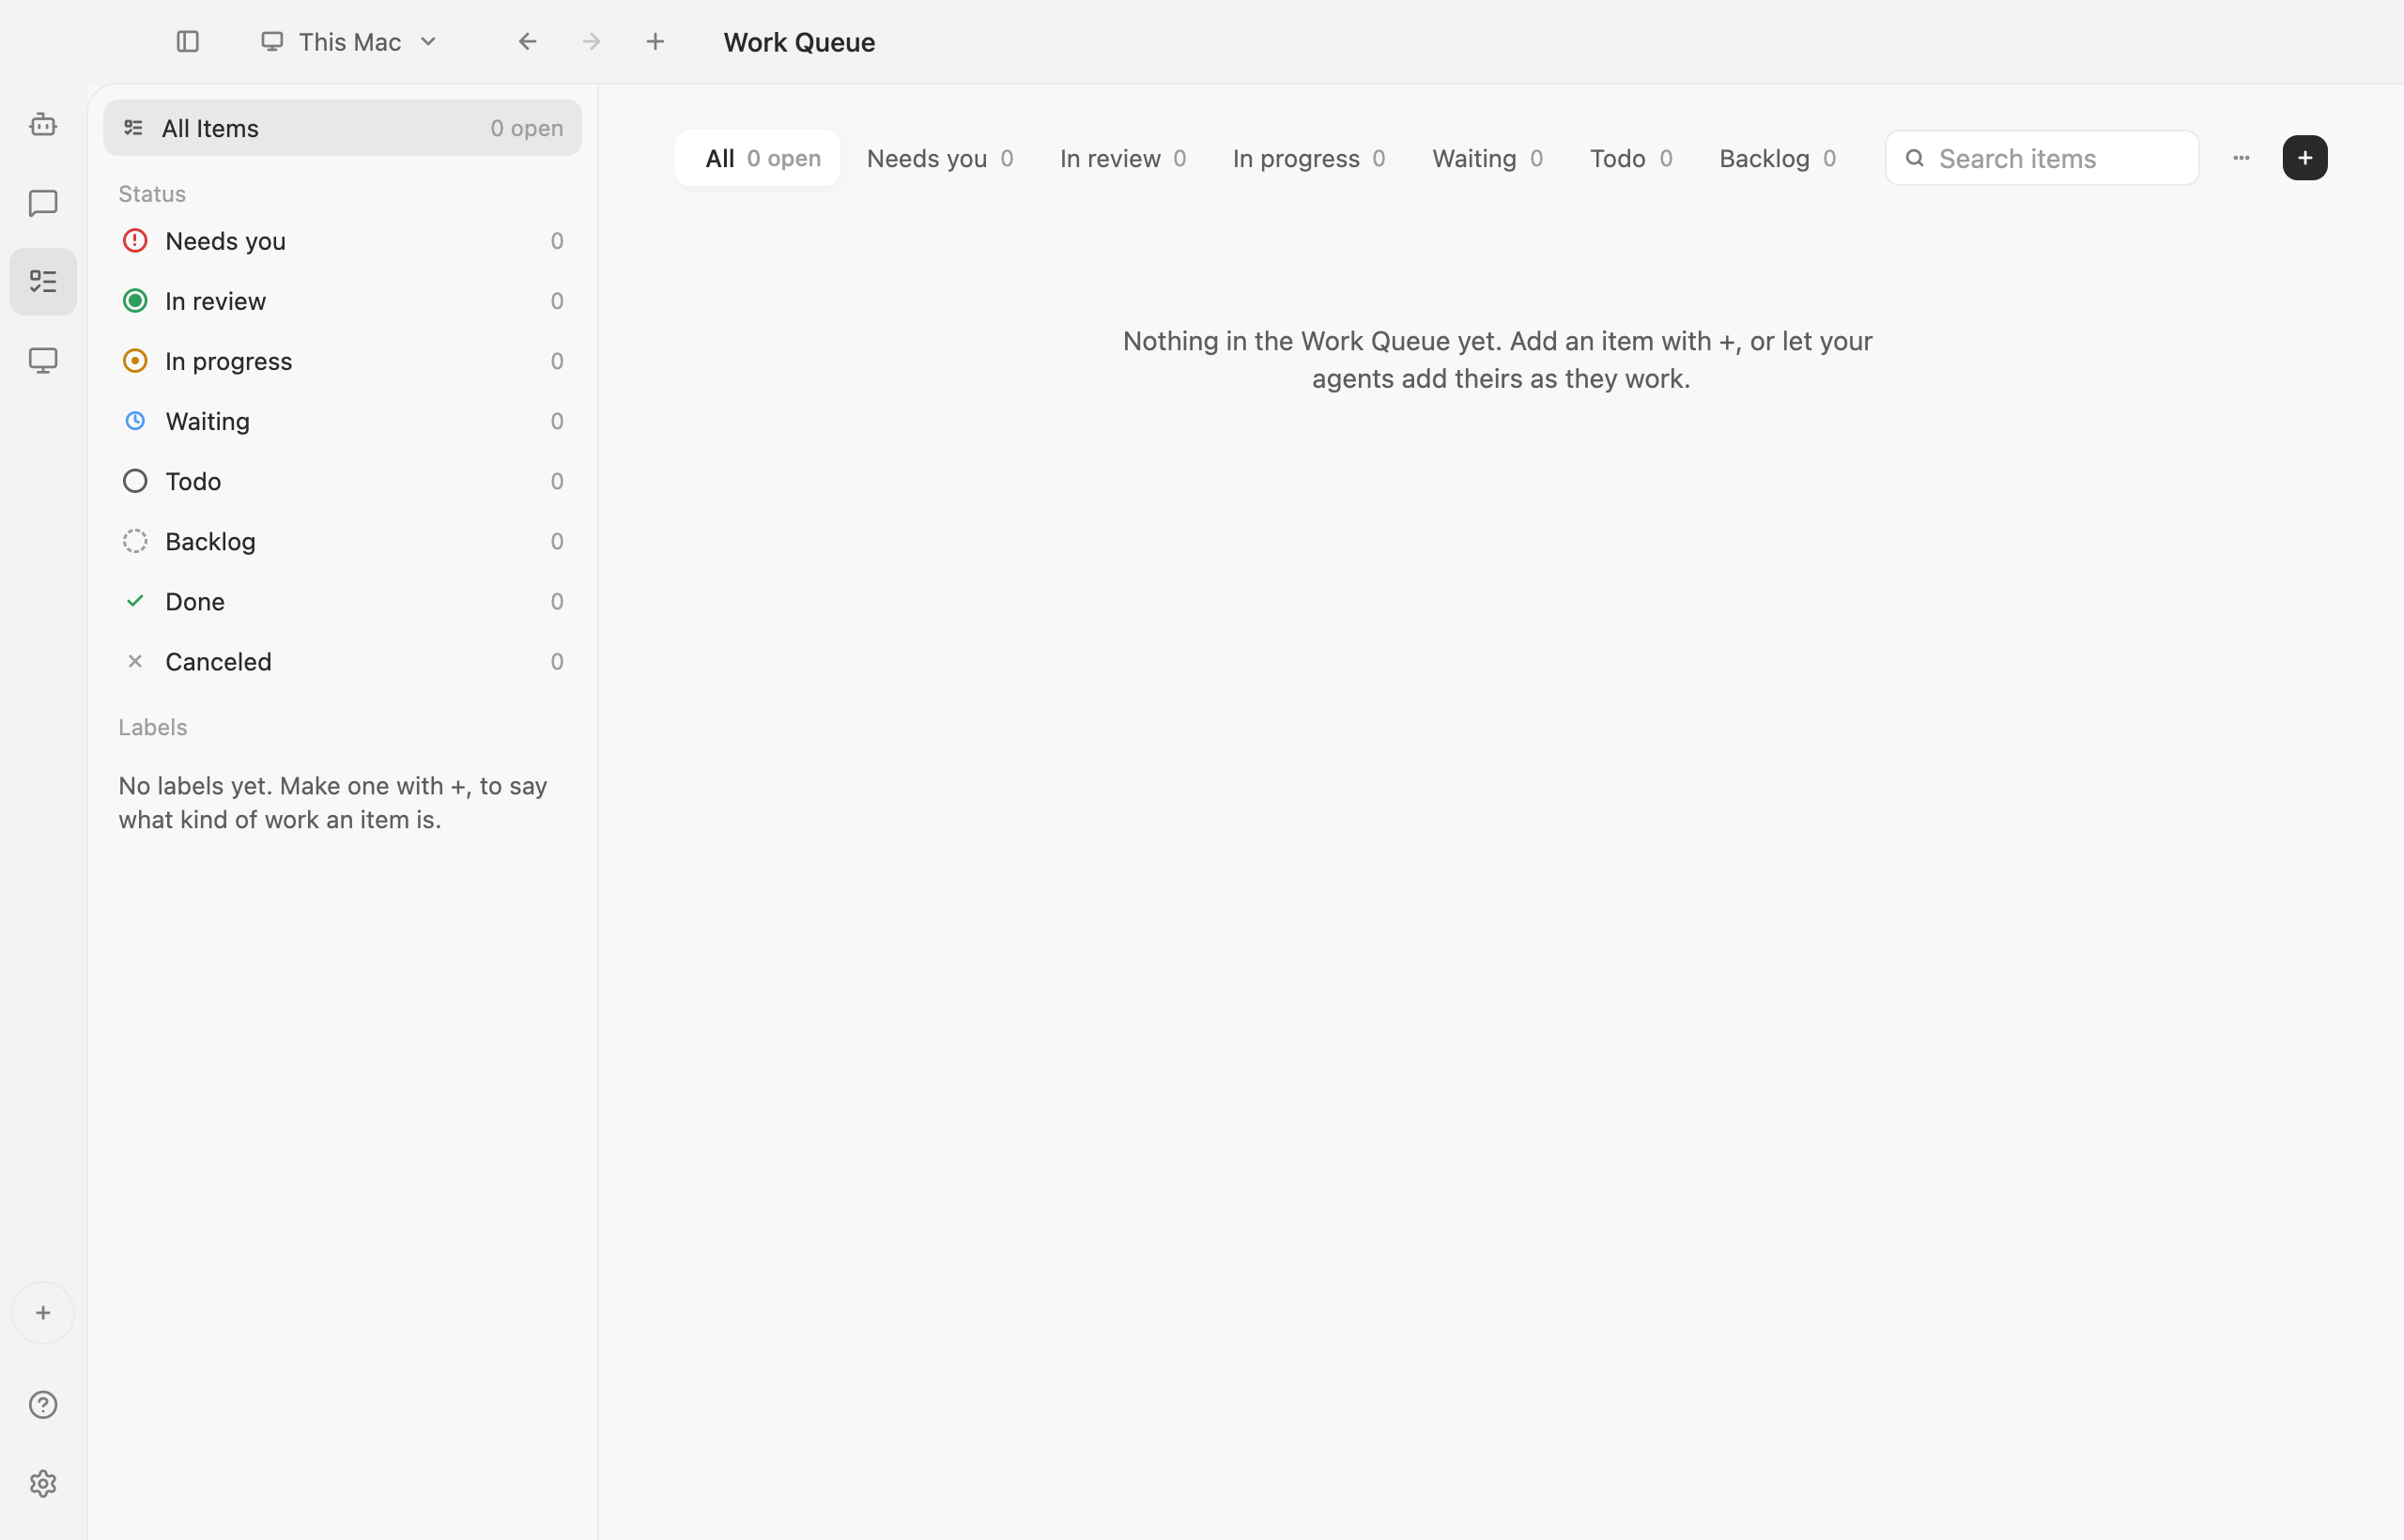 This Mac
Work Queue
All Items 0 open
Status
Needs you 0
In review 0
In progress 0
Waiting 0
Todo 0
Backlog 0
Done 0
Canceled 0
Labels
No labels yet. Make one with +, to say
what kind of work an item is.
All 0 open Needs you 0 In review 0 In progress 0 Waiting 0 Todo 0 Backlog 0 Search items
Nothing in the Work Queue yet. Add an item with +, or let your
agents add theirs as they work.